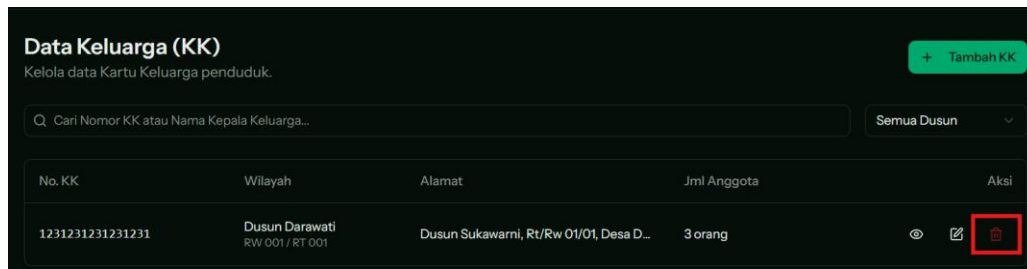 Data Keluarga (KK)
Kelola data Kartu Keluarga penduduk.
+ Tambah KK
Cari Nomor KK atau Nama Kepala Keluarga...
Semua Dusun
No. KK Wilayah Alamat Jml Anggota Aksi
1231231231231231 Dusun Darawati Dusun Sukawarni, Rt/Rw 01/01, Desa D... 3 orang
RW 001 / RT 001